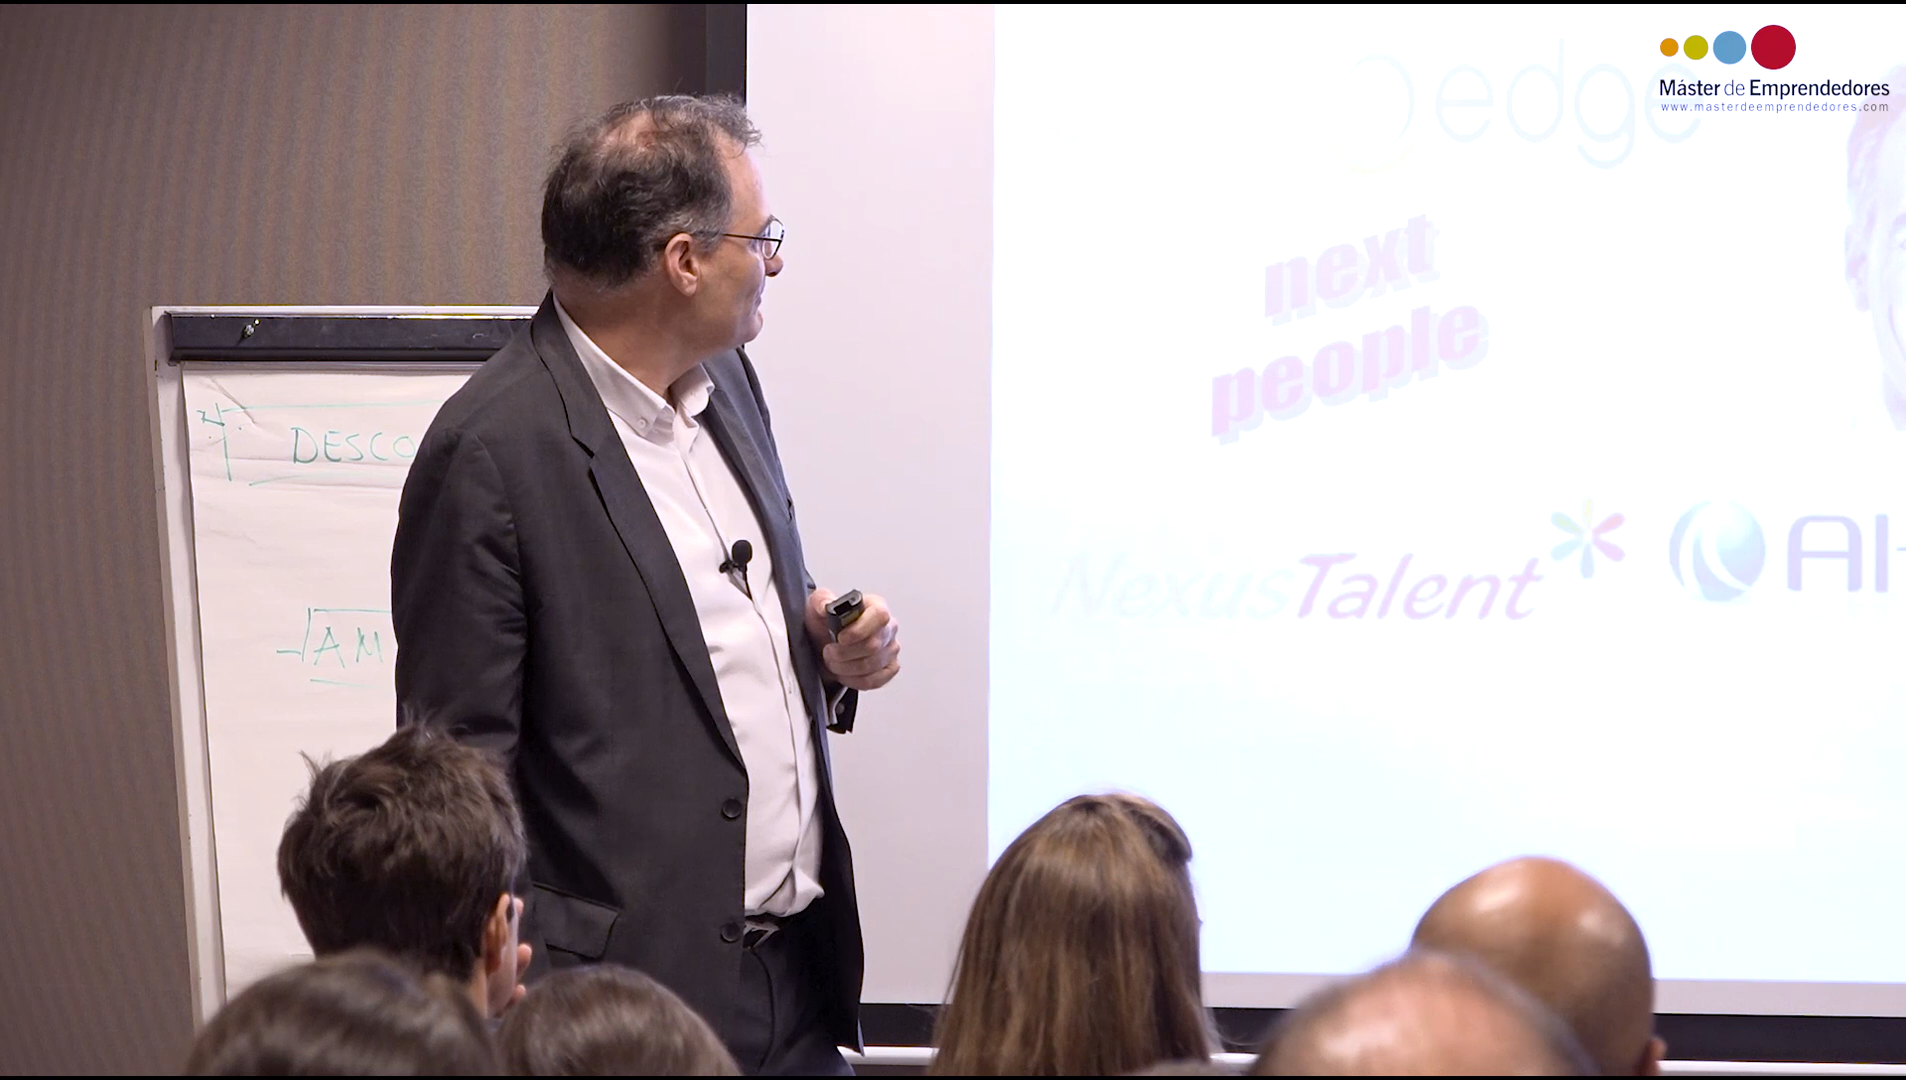 Máster de Emprendedores
www.masterdeemprendedores.com
edge
next
people
NexusTalent
DESCO
AM